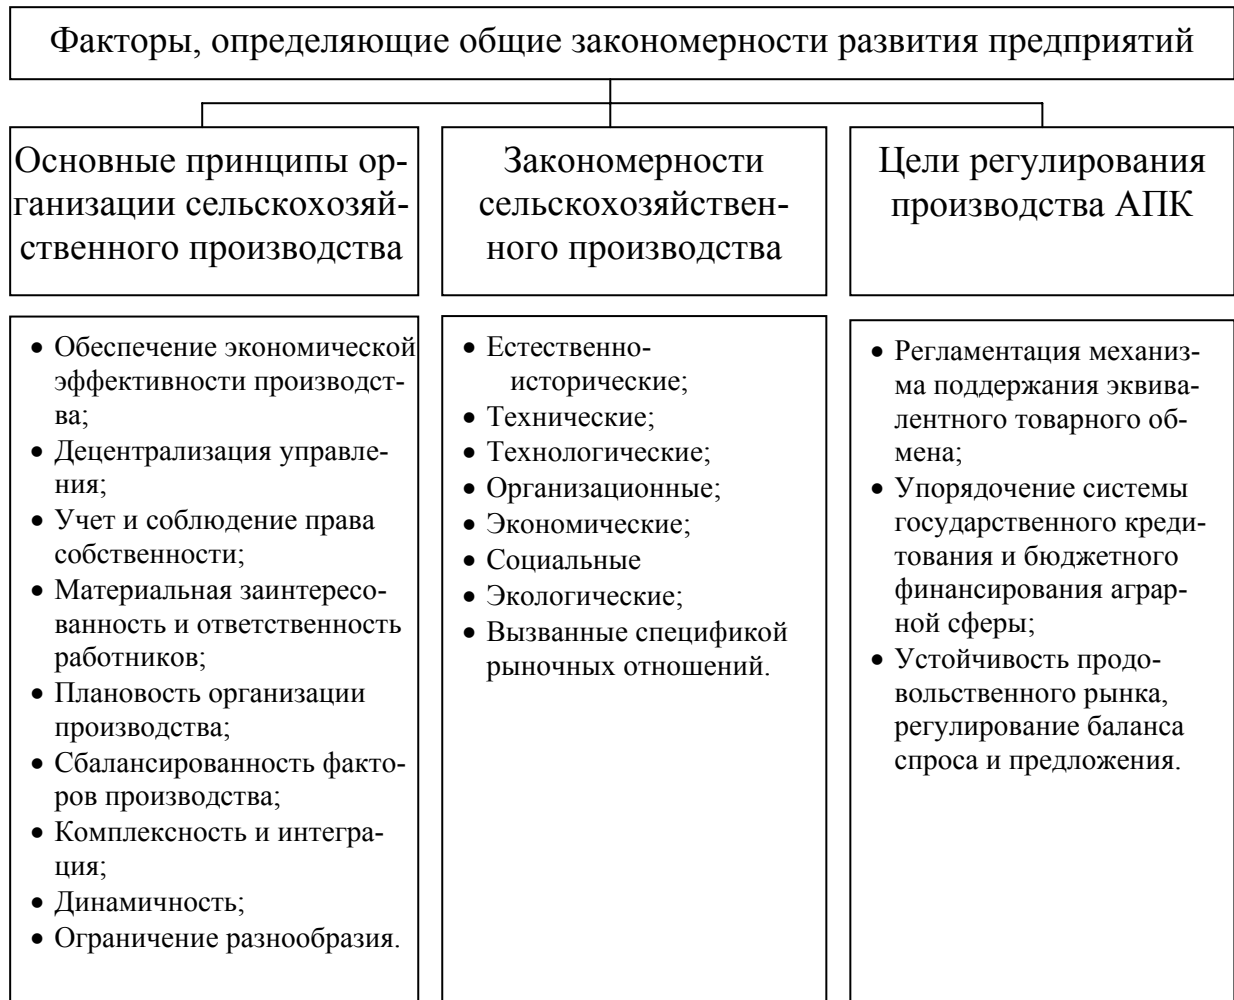 Факторы, определяющие общие закономерности развития предприятий
Основные принципы ор-
ганизации сельскохозяй-
ственного производства
Закономерности
сельскохозяйствен-
ного производства
Цели регулирования
производства АПК
• Обеспечение экономической
эффективности производст-
ва;
• Децентрализация управле-
ния;
• Учет и соблюдение права
собственности;
• Материальная заинтересо-
ванность и ответственность
работников;
• Плановость организации
производства;
• Сбалансированность факто-
ров производства;
• Комплексность и интегра-
ция;
• Динамичность;
• Ограничение разнообразия.
• Естественно-
исторические;
• Технические;
• Технологические;
• Организационные;
• Экономические;
• Социальные
• Экологические;
• Вызванные спецификой
рыночных отношений.
• Регламентация механиз-
ма поддержания эквива-
лентного товарного об-
мена;
• Упорядочение системы
государственного креди-
тования и бюджетного
финансирования аграр-
ной сферы;
• Устойчивость продо-
вольственного рынка,
регулирование баланса
спроса и предложения.